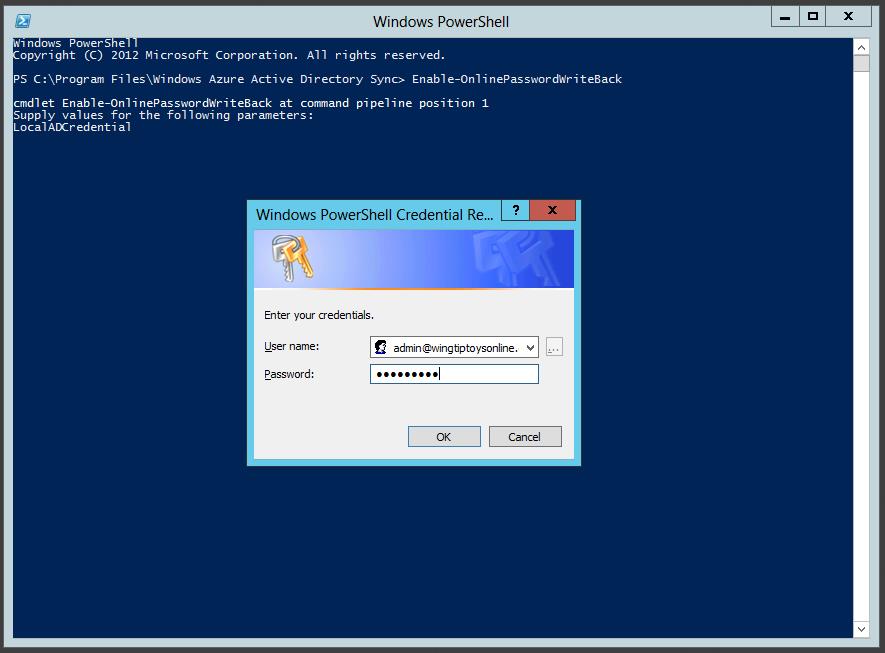 Windows PowerShell
Windows PowerShell
Copyright (C) 2012 Microsoft Corporation. All rights reserved.
PS C:\Program Files\Windows Azure Active Directory Sync> Enable-OnlinePasswordWriteBack
cmdlet Enable-OnlinePasswordWriteBack at command pipeline position 1
Supply values for the following parameters:
LocalADCredential
Windows PowerShell Credential Re...
Enter your credentials.
User name: admin@wingtiptoysonline.
Password: •••••••••
OK Cancel